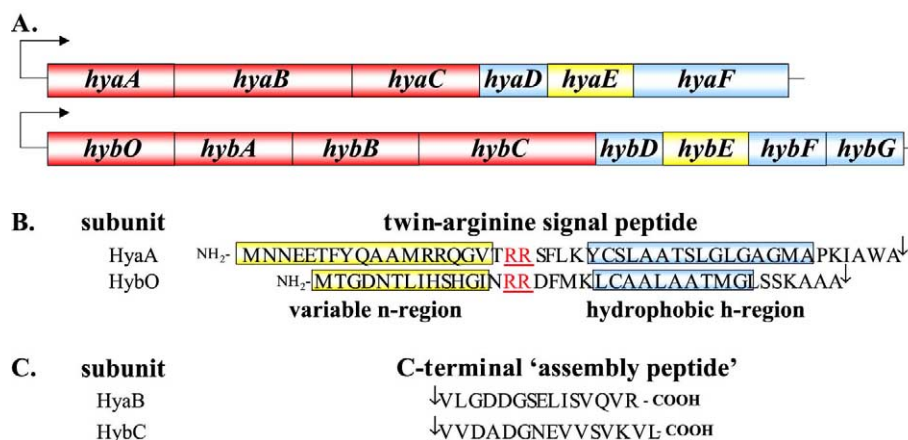 A.
hyaA hyaB hyaC hyaD hyaE hyaF
hybO hybA hybB hybC hybD hybE hybF hybG
B. subunit twin-arginine signal peptide
HyaA NH2- MNNEETFYQAAMRRQGVTRRSFLKYCSLAATSLGLGAGMAPKIAWA↓
HybO NH2- MTGDNTLIHSHGINRRDFMKLCAALAATMGLSSKAAA↓
variable n-region hydrophobic h-region
C. subunit C-terminal ‘assembly peptide’
HyaB ↓VLGDDGSELISVQVR - COOH
HybC ↓VVDADGNEVVSVKVL- COOH